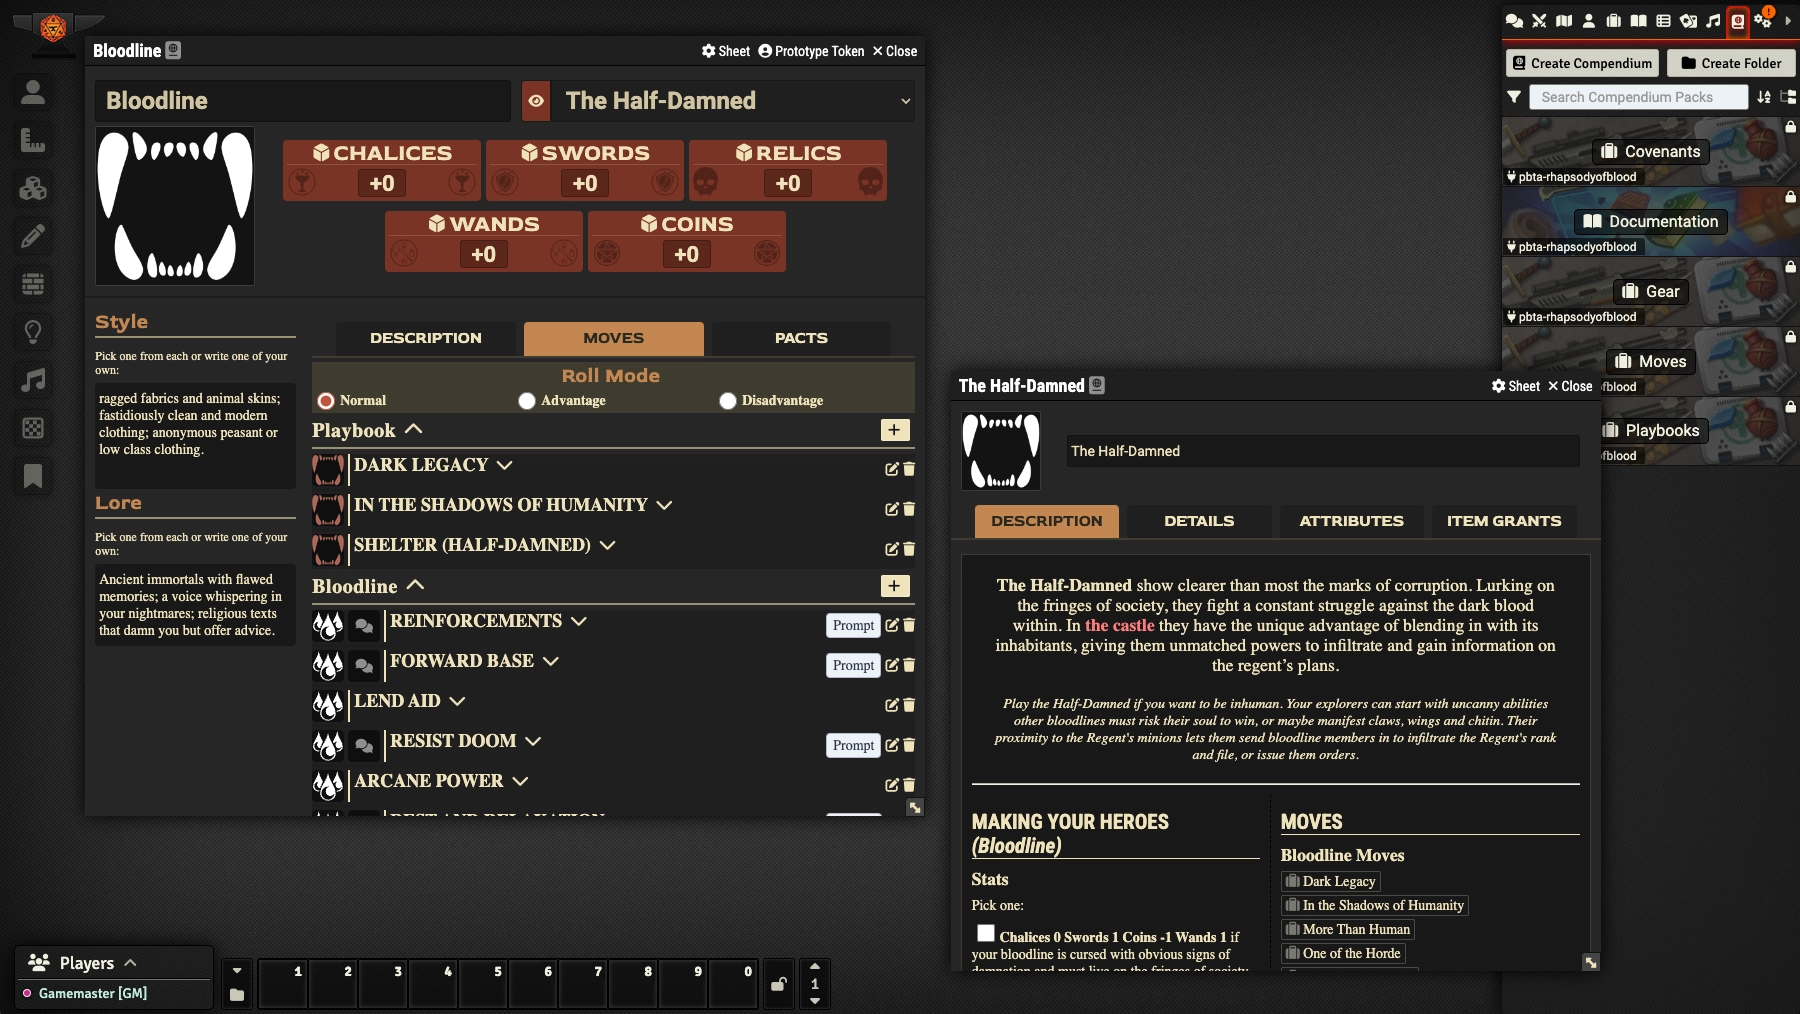 Bloodline
Sheet
Prototype Token
Close
Bloodline
The Half-Damned
CHALICES
+0
SWORDS
+0
RELICS
+0
WANDS
+0
COINS
+0
Style
Pick one from each or write one of your
own:
ragged fabrics and animal skins;
fastidiously clean and modern
clothing; anonymous peasant or
low class clothing.
Lore
Pick one from each or write one of your
own:
Ancient immortals with flawed
memories; a voice whispering in
your nightmares; religious texts
that damn you but offer advice.
DESCRIPTION
MOVES
PACTS
Roll Mode
Normal
Advantage
Disadvantage
Playbook
DARK LEGACY
IN THE SHADOWS OF HUMANITY
SHELTER (HALF-DAMNED)
Bloodline
REINFORCEMENTS
Prompt
FORWARD BASE
Prompt
LEND AID
RESIST DOOM
Prompt
ARCANE POWER
REST AND RELAXATION
Create Compendium
Create Folder
Search Compendium Packs
Covenants
pbta-rhapsodyofblood
Documentation
pbta-rhapsodyofblood
Gear
pbta-rhapsodyofblood
Moves
ofblood
Playbooks
ofblood
The Half-Damned
Sheet
Close
The Half-Damned
DESCRIPTION
DETAILS
ATTRIBUTES
ITEM GRANTS
The Half-Damned show clearer than most the marks of corruption. Lurking on
the fringes of society, they fight a constant struggle against the dark blood
within. In the castle they have the unique advantage of blending in with its
inhabitants, giving them unmatched powers to infiltrate and gain information on
the regent's plans.
Play the Half-Damned if you want to be inhuman. Your explorers can start with uncanny abilities
other bloodlines must risk their soul to win, or maybe manifest claws, wings and chitin. Their
proximity to the Regent's minions lets them send bloodline members in to infiltrate the Regent's rank
and file, or issue them orders.
MAKING YOUR HEROES
(Bloodline)
Stats
Pick one:
Chalices 0 Swords 1 Coins -1 Wands 1 if
your bloodline is cursed with obvious signs of
damnation and must live on the fringes of society
MOVES
Bloodline Moves
Dark Legacy
In the Shadows of Humanity
More Than Human
One of the Horde
Players
Gamemaster [GM]
1
2
3
4
5
6
7
8
9
0
1